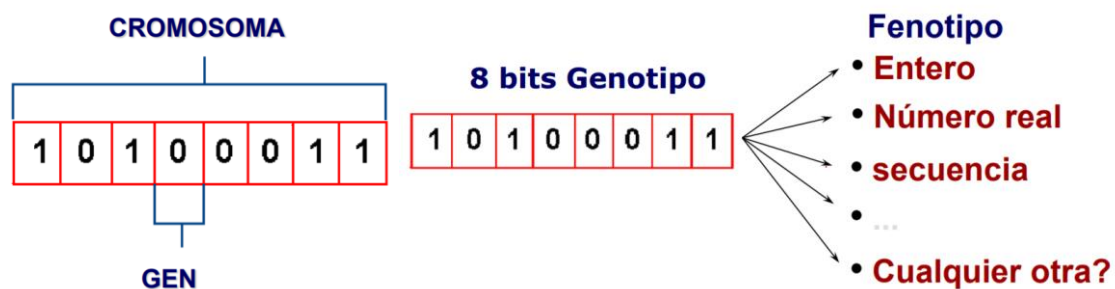 CROMOSOMA
1 0 1 0 0 0 1 1
GEN
8 bits Genotipo
1 0 1 0 0 0 1 1
Fenotipo
• Entero
• Número real
• secuencia
• ...
• Cualquier otra?